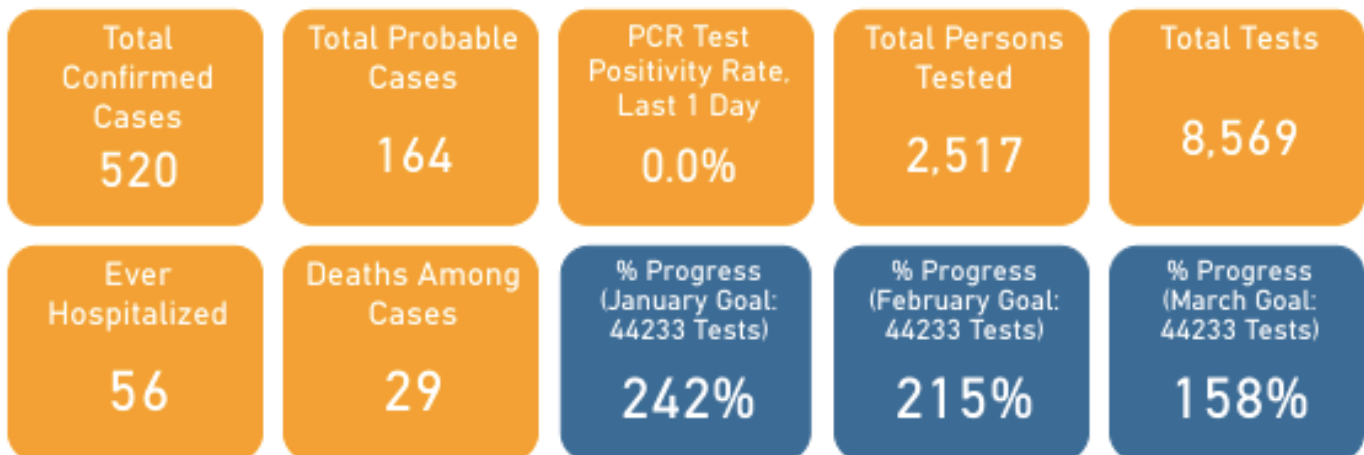 Total
Confirmed
Cases
520
Total Probable
Cases
164
PCR Test
Positivity Rate,
Last 1 Day
0.0%
Total Persons
Tested
2,517
Total Tests
8,569
Ever
Hospitalized
56
Deaths Among
Cases
29
% Progress
(January Goal:
44233 Tests)
242%
% Progress
(February Goal:
44233 Tests)
215%
% Progress
(March Goal:
44233 Tests)
158%